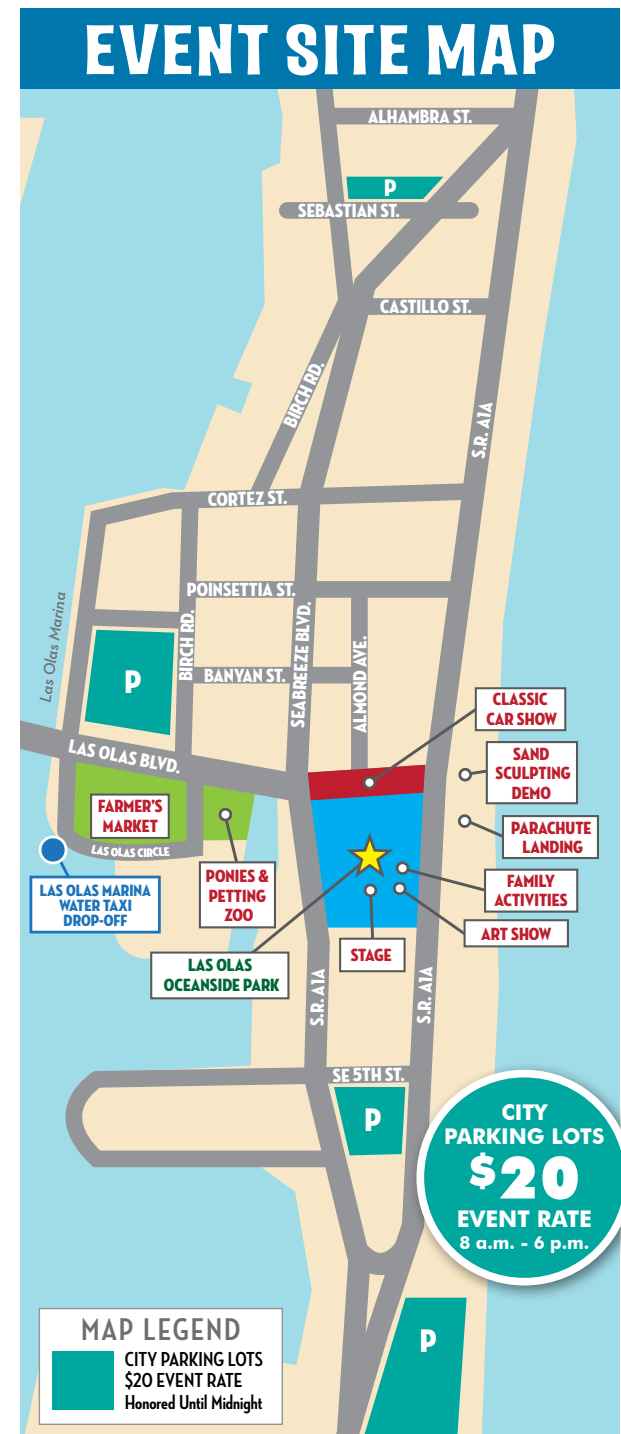 EVENT SITE MAP
ALHAMBRA ST.
P
SEBASTIAN ST.
CASTILLO ST.
BIRCH RD.
S.R. A1A
CORTEZ ST.
POINSETTIA ST.
Las Olas Marina
BIRCH RD.
SEABREEZE BLVD.
ALMOND AVE.
P
BANYAN ST.
CLASSIC
CAR SHOW
LAS OLAS BLVD.
SAND
SCULPTING
DEMO
FARMER'S
MARKET
PARACHUTE
LANDING
LAS OLAS CIRCLE
PONIES &
PETTING
ZOO
FAMILY
ACTIVITIES
LAS OLAS MARINA
WATER TAXI
DROP-OFF
ART SHOW
STAGE
LAS OLAS
OCEANSIDE PARK
S.R. A1A
S.R. A1A
SE 5TH ST.
P
CITY
PARKING LOTS
$20
EVENT RATE
8 a.m. - 6 p.m.
P
MAP LEGEND
CITY PARKING LOTS
$20 EVENT RATE
Honored Until Midnight